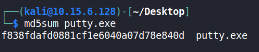 ┌──(kali@10.15.6.128)-[~/Desktop]
└─$ md5sum putty.exe
f838fdafd0881cf1e6040a07d78e840d  putty.exe